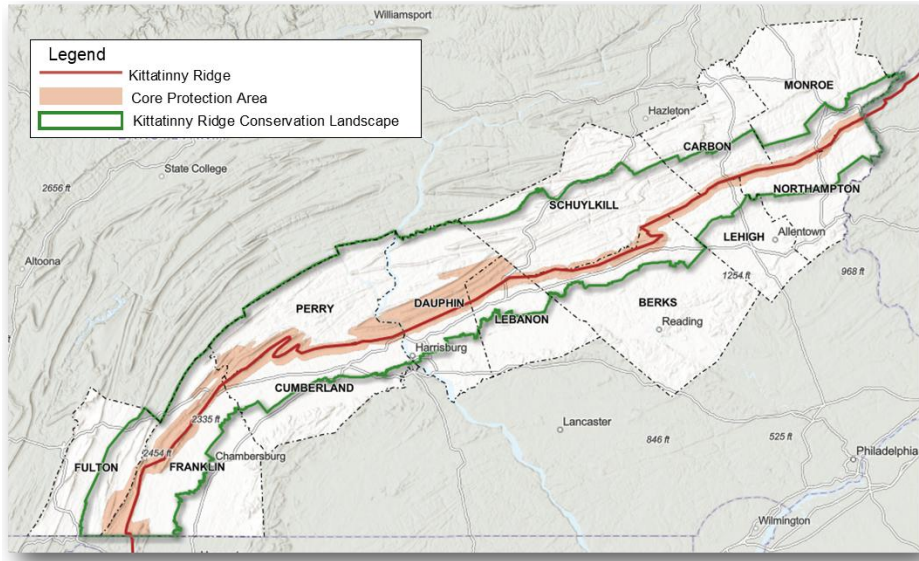 Williamsport
Legend
Kittatinny Ridge
Core Protection Area
Kittatinny Ridge Conservation Landscape
MONROE
Hazleton
CARBON
State College
2656 ft
NORTHAMPTON
SCHUYLKILL
LEHIGH
Allentown
Altoona
1254 ft
968 ft
PERRY
DAUPHIN
BERKS
LEBANON
Reading
Harrisburg
CUMBERLAND
2335 ft
Lancaster
846 ft
525 ft
2454 ft
Chambersburg
Philadelphia
FULTON
FRANKLIN
Wilmington